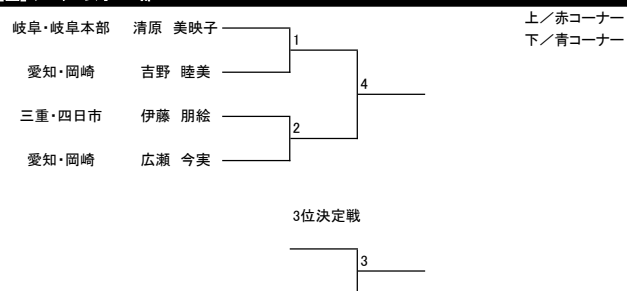 上／赤コーナー
下／青コーナー
岐阜・岐阜本部 清原 美映子
1
愛知・岡崎 吉野 睦美
4
三重・四日市 伊藤 朋絵
2
愛知・岡崎 広瀬 今実
3位決定戦
3